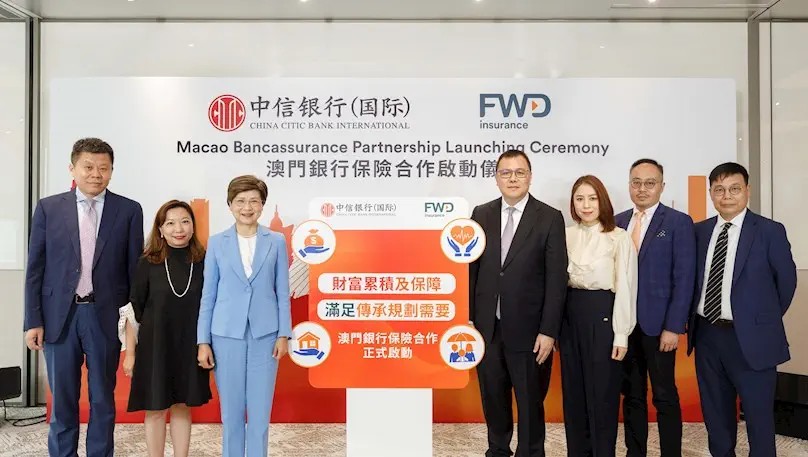 CITIC
中信银行(国际)
CHINA CITIC BANK INTERNATIONAL
FWD
insurance
Macao Bancassurance Partnership Launching Ceremony
澳門銀行保險合作啟動儀
中信银行(国际)
CHINA CITIC BANK INTERNATIONAL
FWD
insurance
$
財富累積及保障
滿足傳承規劃需要
澳門銀行保險合作
正式啟動